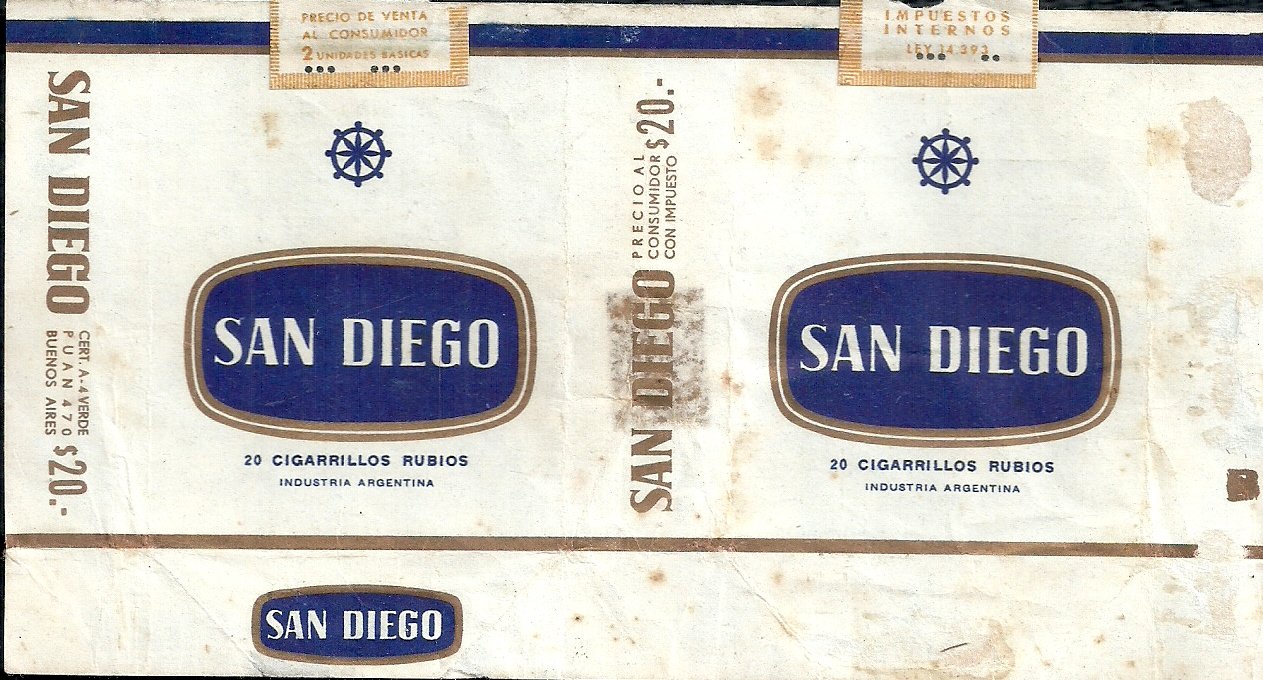 PRECIO DE VENTA
AL CONSUMIDOR
2 UNIDADES BASICAS
IMPUESTOS
INTERNOS
LEY 14.393
SAN DIEGO
CERT. A-4 VERDE
PUAN 470
BUENOS AIRES
$20.-
SAN DIEGO
20 CIGARRILLOS RUBIOS
INDUSTRIA ARGENTINA
SAN DIEGO
PRECIO AL
CONSUMIDOR
CON IMPUESTO
$20.-
SAN DIEGO
20 CIGARRILLOS RUBIOS
INDUSTRIA ARGENTINA
SAN DIEGO